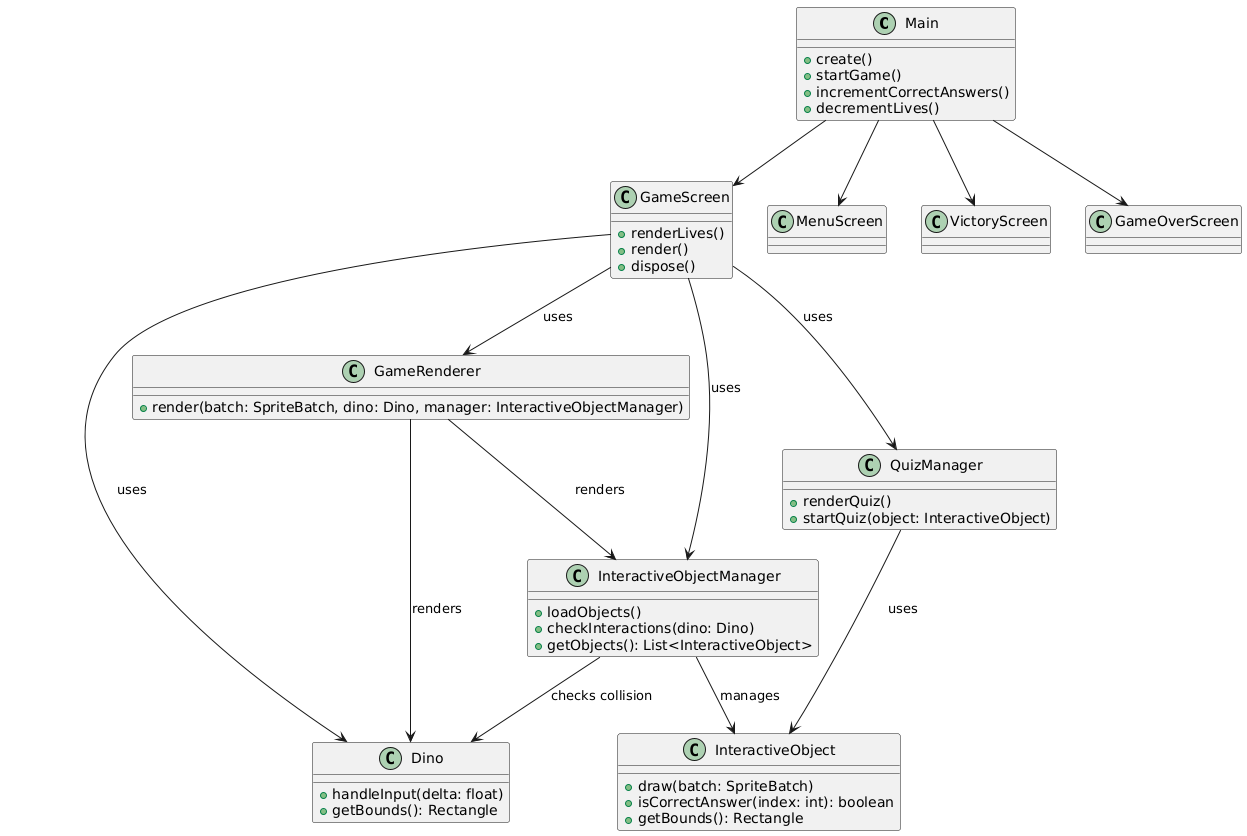 C Main
create()
startGame()
incrementCorrectAnswers()
decrementLives()
C GameScreen
renderLives()
render()
dispose()
C MenuScreen
C VictoryScreen
C GameOverScreen
uses
uses
uses
uses
C GameRenderer
render(batch: SpriteBatch, dino: Dino, manager: InteractiveObjectManager)
C QuizManager
renderQuiz()
startQuiz(object: InteractiveObject)
renders
renders
C InteractiveObjectManager
loadObjects()
checkInteractions(dino: Dino)
getObjects(): List<InteractiveObject>
uses
checks collision
manages
C Dino
handleInput(delta: float)
getBounds(): Rectangle
C InteractiveObject
draw(batch: SpriteBatch)
isCorrectAnswer(index: int): boolean
getBounds(): Rectangle